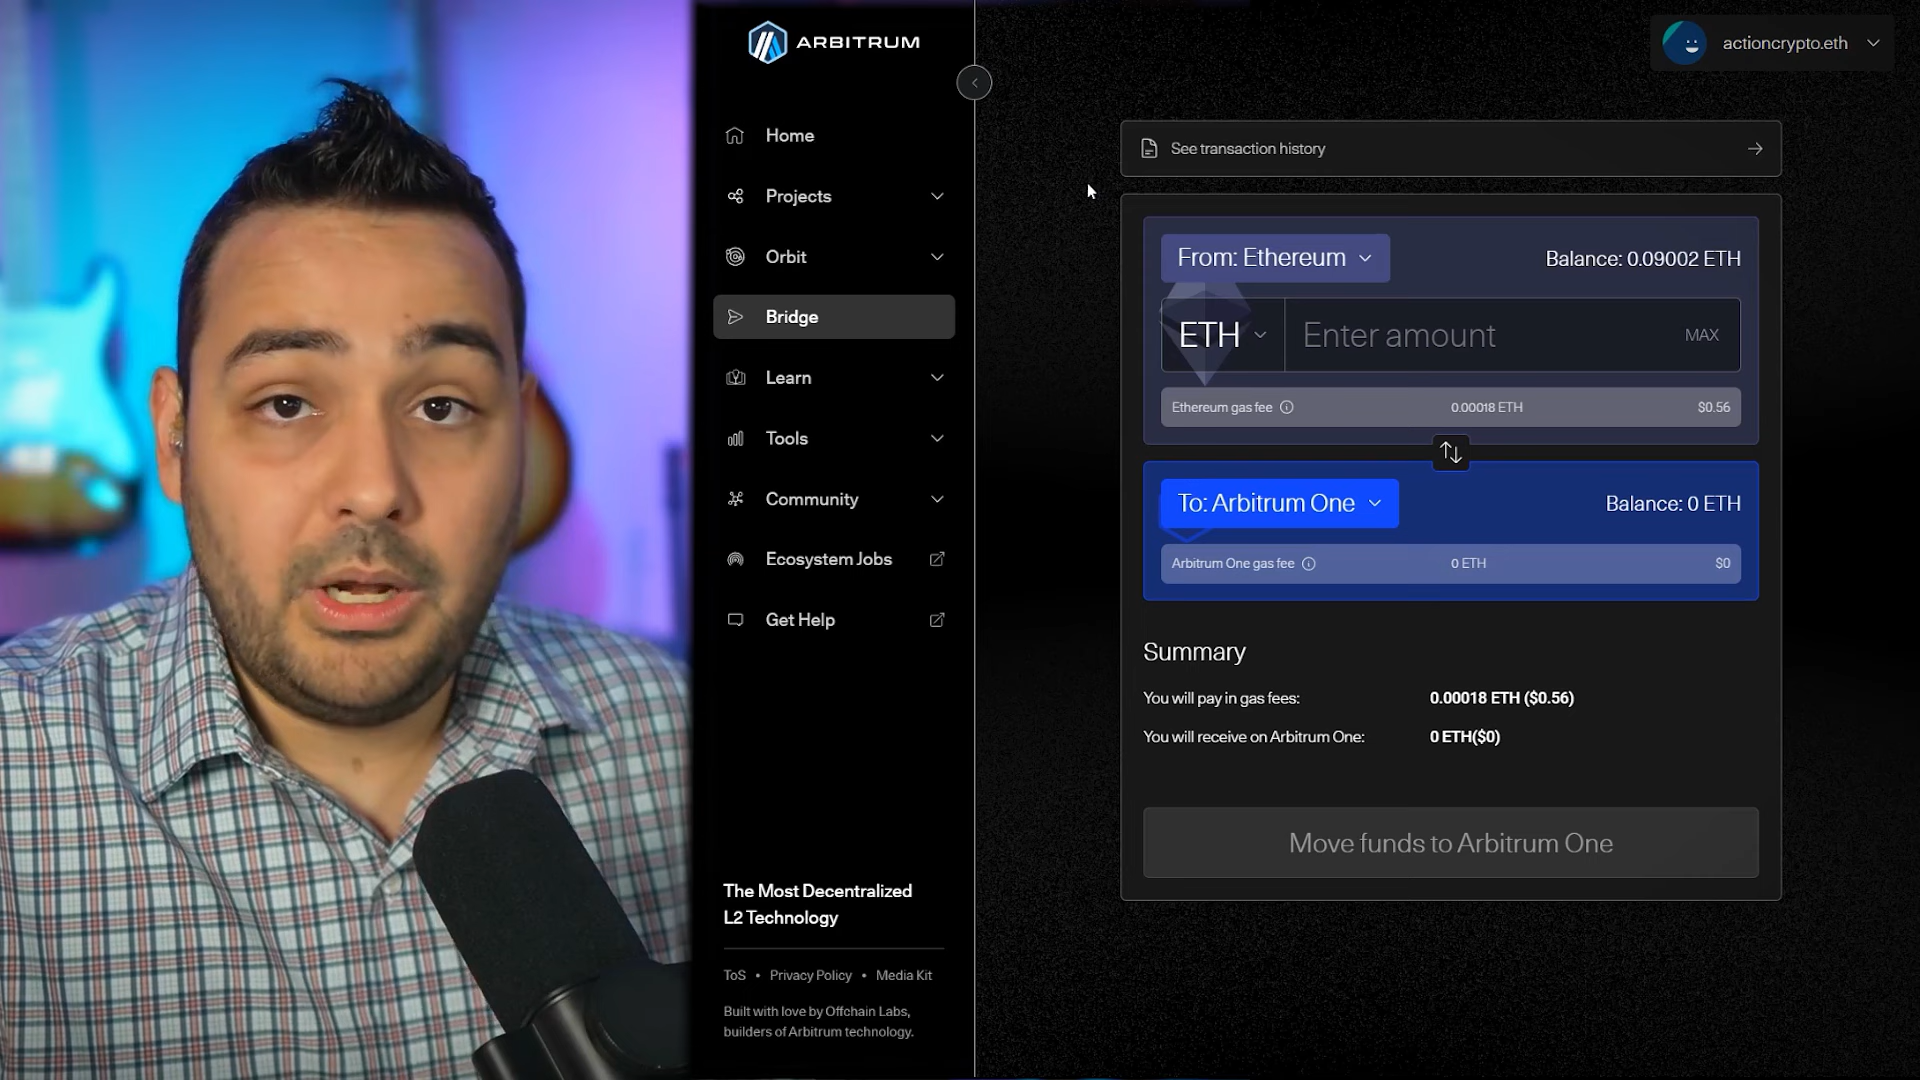 ARBITRUM
Home
Projects
Orbit
Bridge
Learn
Tools
Community
Ecosystem Jobs
Get Help
The Most Decentralized
L2 Technology
ToS • Privacy Policy • Media Kit
Built with love by Offchain Labs,
builders of Arbitrum technology.
actioncrypto.eth
See transaction history
From: Ethereum
Balance: 0.09002 ETH
ETH
Enter amount
MAX
Ethereum gas fee
0.00018 ETH
$0.56
To: Arbitrum One
Balance: 0 ETH
Arbitrum One gas fee
0 ETH
$0
Summary
You will pay in gas fees:
0.00018 ETH ($0.56)
You will receive on Arbitrum One:
0 ETH($0)
Move funds to Arbitrum One